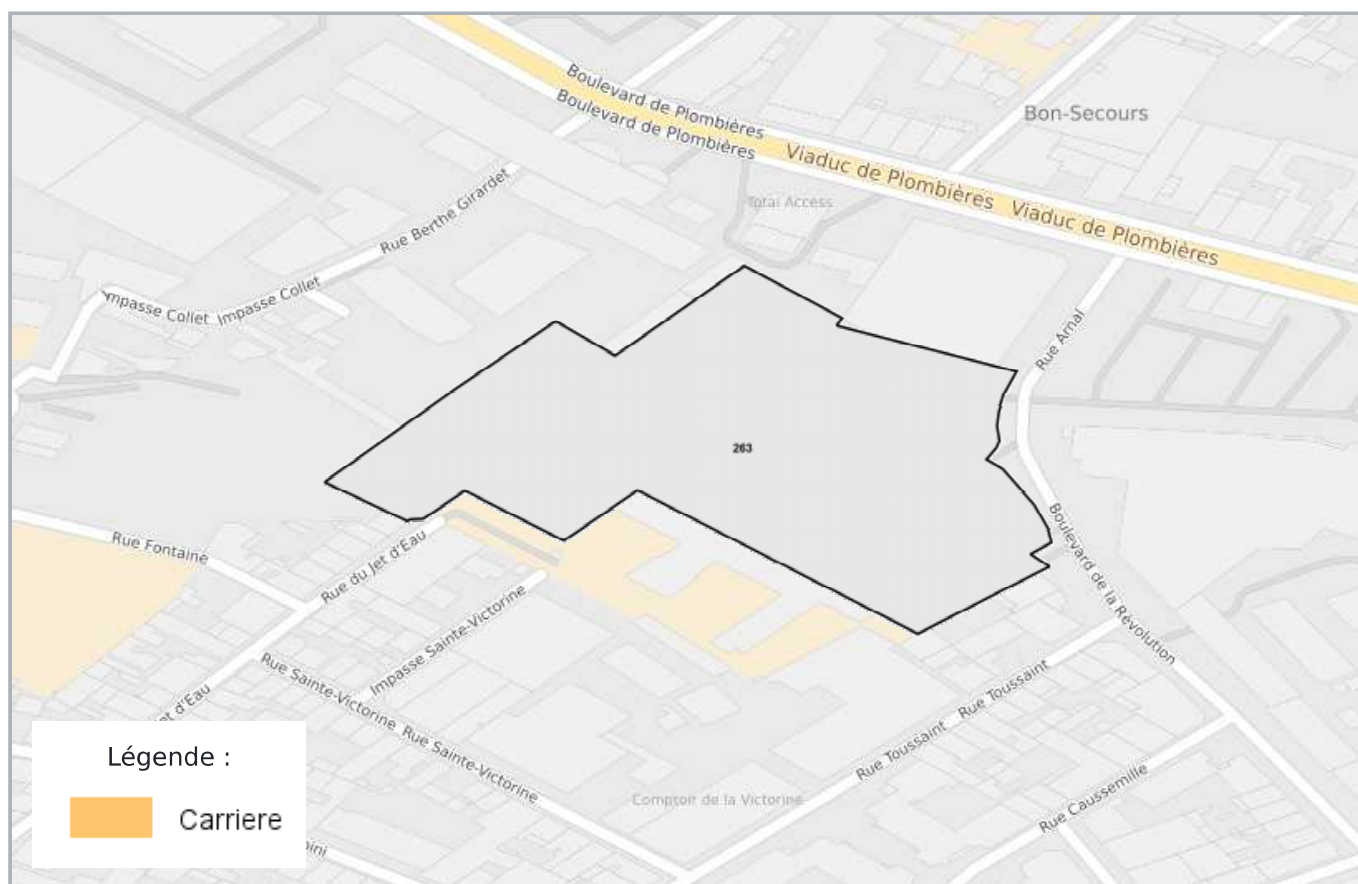 Boulevard de Plombières
Boulevard de Plombières
Bon-Secours
Viaduc de Plombières
Viaduc de Plombières
Total Access
Rue Berthe Girardet
Impasse Collet
Impasse Collet
Rue Arnal
263
Rue Fontaine
Rue du Jet d'Eau
Boulevard de la Révolution
Impasse Sainte-Victorine
Rue Sainte-Victorine
Rue Sainte-Victorine
Rue Toussaint
Rue Toussaint
et d'Eau
Comptoir de la Victorine
Rue Caussemille
Légende :
Carriere
ini